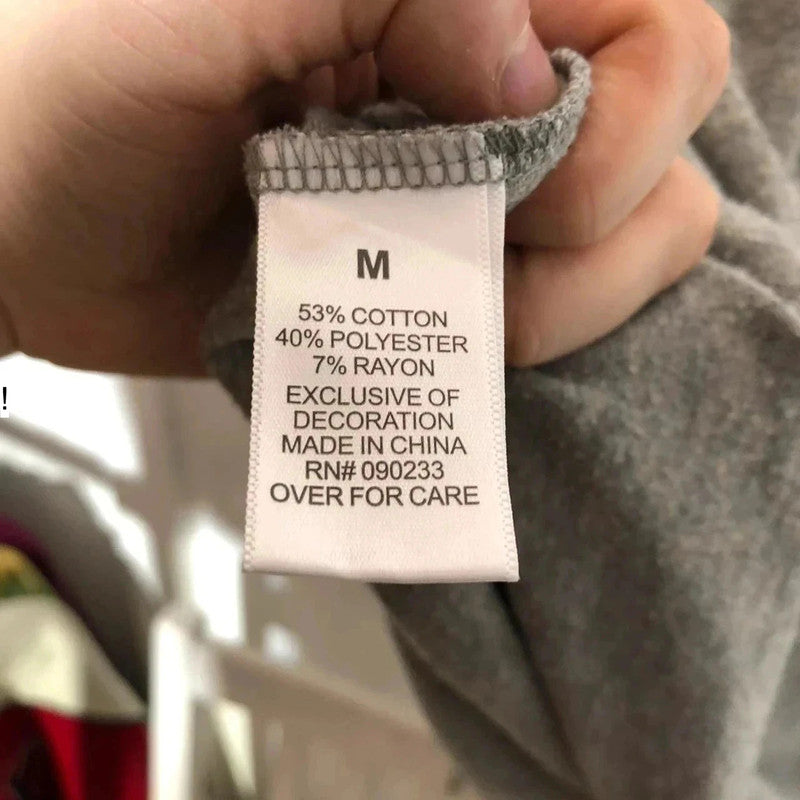 M
53% COTTON
40% POLYESTER
7% RAYON
EXCLUSIVE OF
DECORATION
MADE IN CHINA
RN# 090233
OVER FOR CARE
!